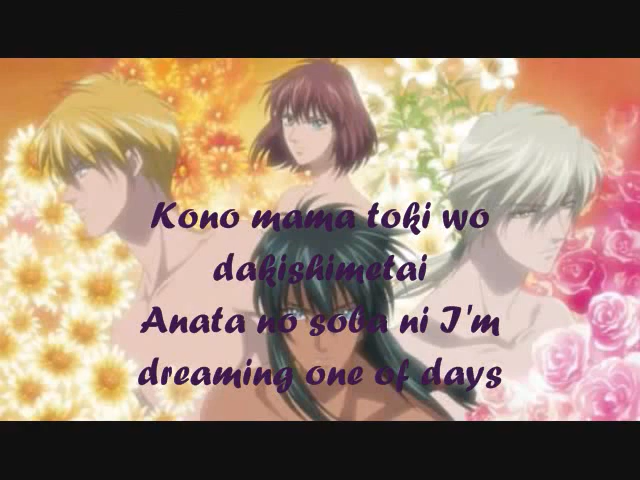 Kono mama toki wo
dakishimetai
Anata no soba ni I'm
dreaming one of days